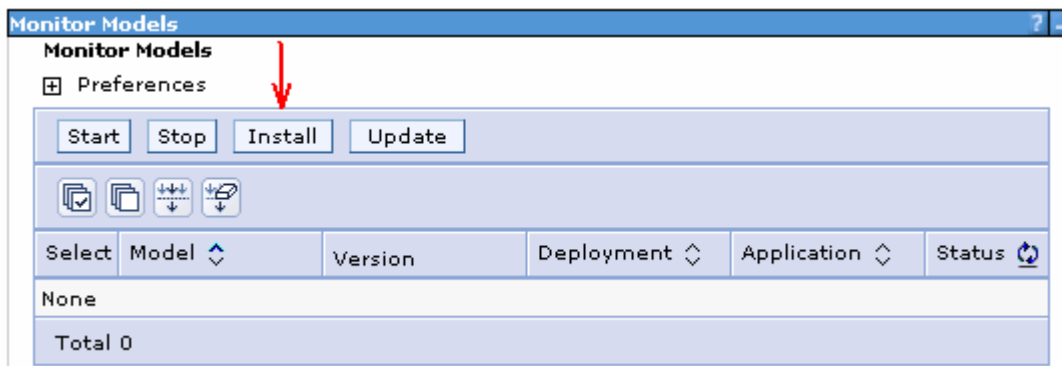 Monitor Models ?
Monitor Models
Preferences
Start Stop Install Update
Select Model Version Deployment Application Status
None
Total 0